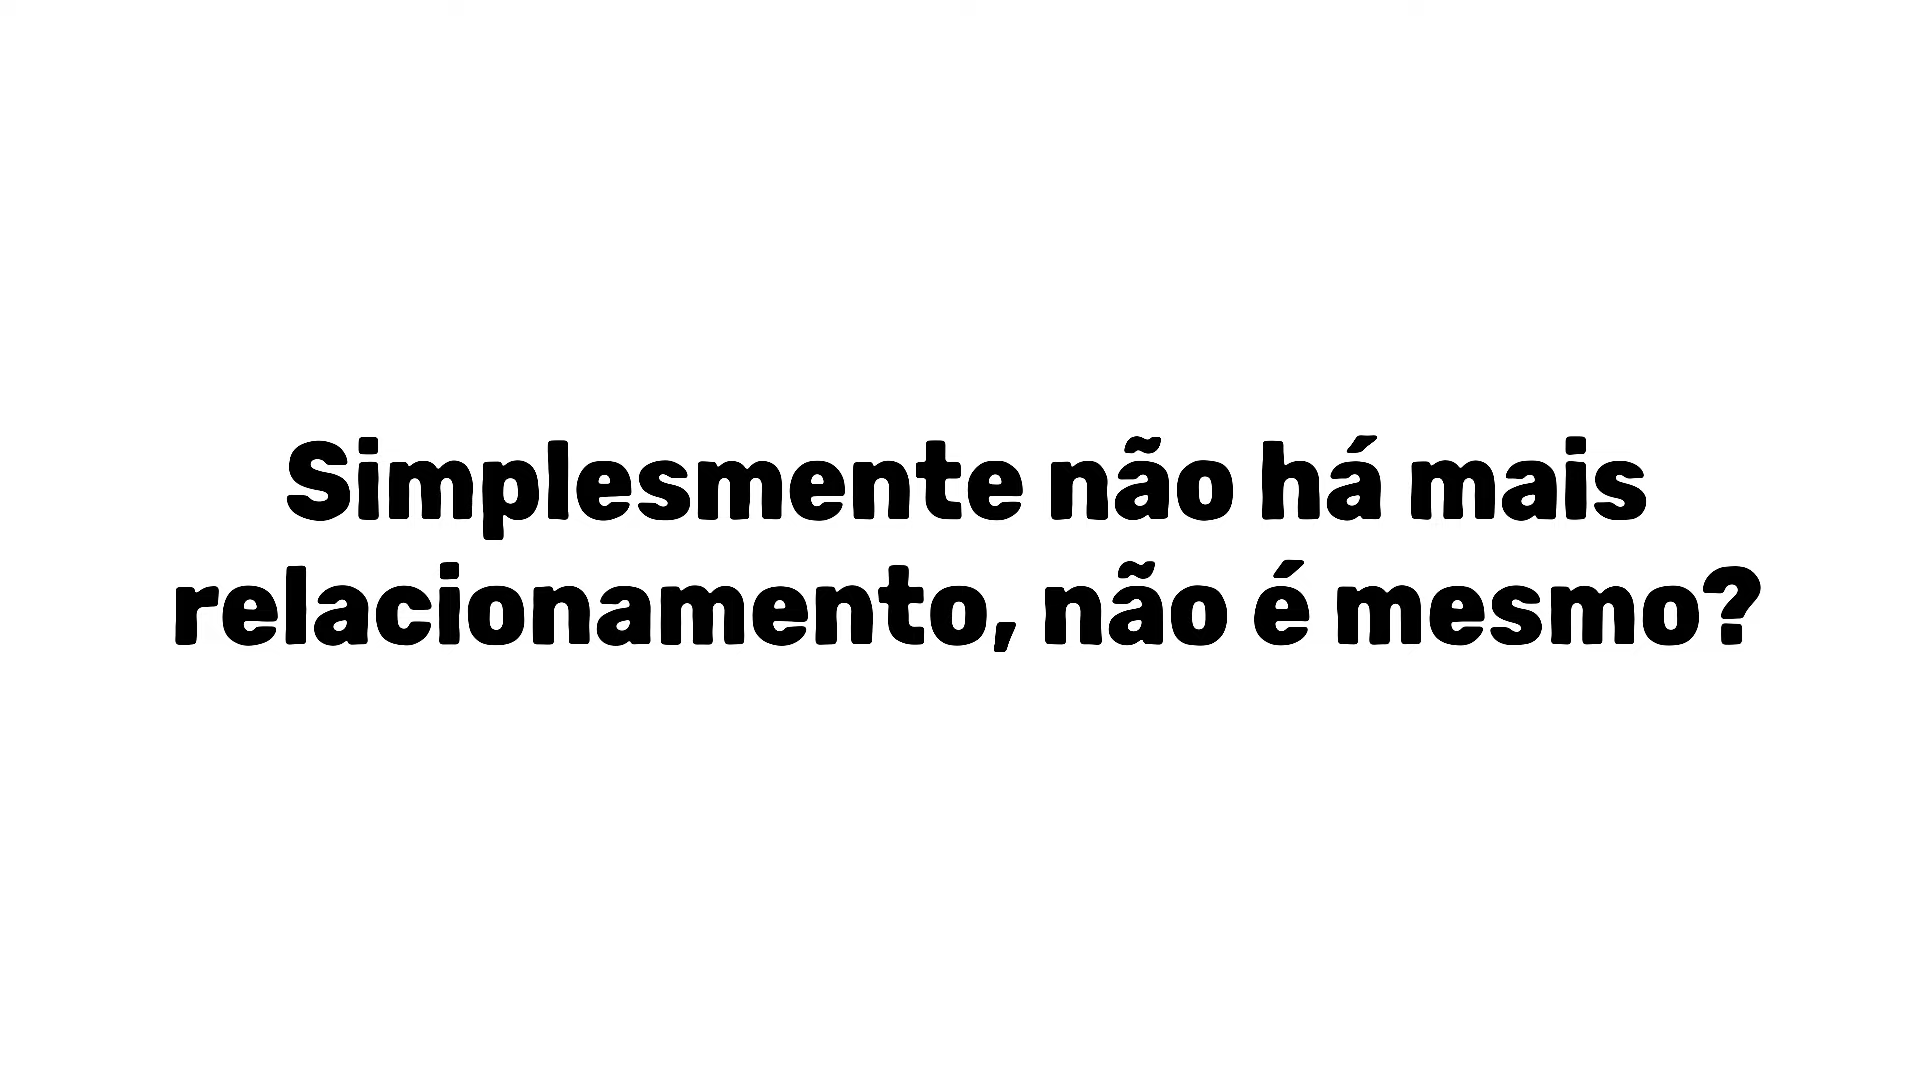 Simplesmente não há mais
relacionamento, não é mesmo?